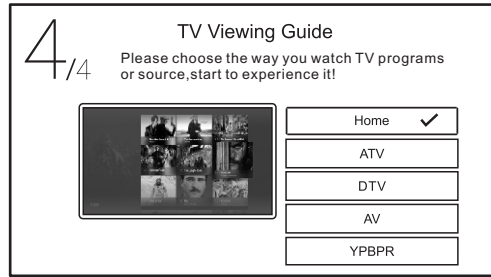 4/4
TV Viewing Guide
Please choose the way you watch TV programs
or source,start to experience it!
Home
ATV
DTV
AV
YPBPR